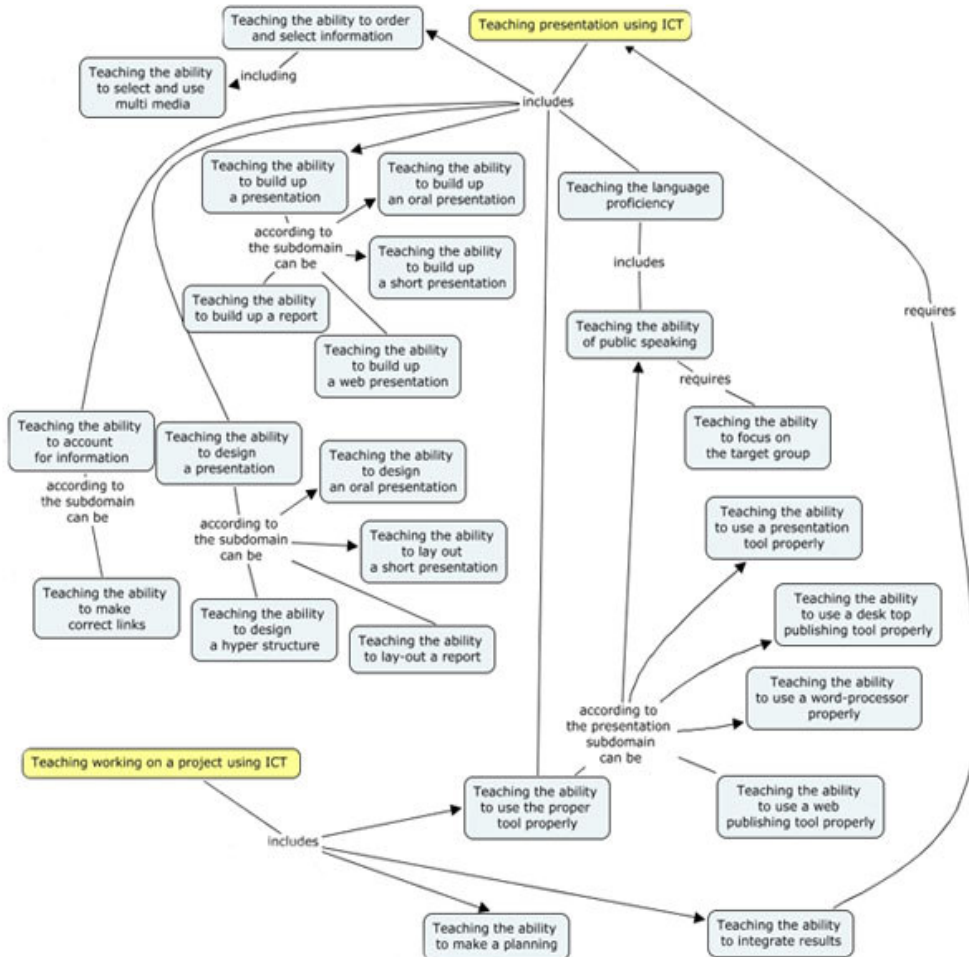 Teaching the ability to order
and select information
Teaching presentation using ICT
including
Teaching the ability
to select and use
multi media
includes
Teaching the ability
to build up
a presentation
Teaching the ability
to build up
an oral presentation
Teaching the language
proficiency
according to
the subdomain
can be
Teaching the ability
to build up
a short presentation
includes
Teaching the ability
to build up a report
requires
Teaching the ability
of public speaking
Teaching the ability
to build up
a web presentation
requires
Teaching the ability
to account
for information
Teaching the ability
to design
a presentation
Teaching the ability
to focus on
the target group
Teaching the ability
to design
an oral presentation
according to
the subdomain
can be
according to
the subdomain
can be
Teaching the ability
to use a presentation
tool properly
Teaching the ability
to lay out
a short presentation
Teaching the ability
to make
correct links
Teaching the ability
to design
a hyper structure
Teaching the ability
to lay-out a report
Teaching the ability
to use a desk top
publishing tool properly
Teaching the ability
to use a word-processor
properly
according to
the presentation
subdomain
can be
Teaching working on a project using ICT
Teaching the ability
to use the proper
tool properly
Teaching the ability
to use a web
publishing tool properly
includes
Teaching the ability
to make a planning
Teaching the ability
to integrate results